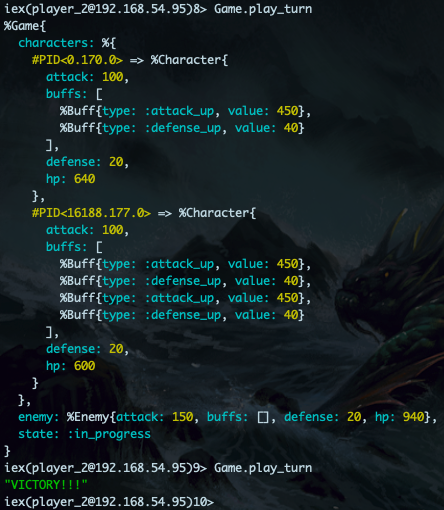 iex(player_2@192.168.54.95)8> Game.play_turn
%Game{
  characters: %{
    #PID<0.170.0> => %Character{
      attack: 100,
      buffs: [
        %Buff{type: :attack_up, value: 450},
        %Buff{type: :defense_up, value: 40}
      ],
      defense: 20,
      hp: 640
    },
    #PID<16188.177.0> => %Character{
      attack: 100,
      buffs: [
        %Buff{type: :attack_up, value: 450},
        %Buff{type: :defense_up, value: 40},
        %Buff{type: :attack_up, value: 450},
        %Buff{type: :defense_up, value: 40}
      ],
      defense: 20,
      hp: 600
    }
  },
  enemy: %Enemy{attack: 150, buffs: [], defense: 20, hp: 940},
  state: :in_progress
}
iex(player_2@192.168.54.95)9> Game.play_turn
"VICTORY!!!"
iex(player_2@192.168.54.95)10>